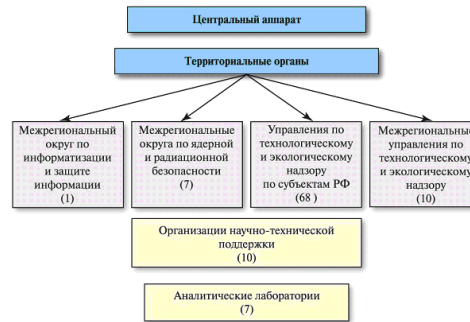 Центральный аппарат
Территориальные органы
Межрегиональный
округ по
информатизации
и защите
информации
(1)
Межрегиональные
округа по ядерной
и радиационной
безопасности
(7)
Управления по
технологическому
и экологическому
надзору
по субъектам РФ
(68 )
Межрегиональные
управления по
технологическому
и экологическому
надзору
(10)
Организации научно-технической
поддержки
(10)
Аналитические лаборатории
(7)